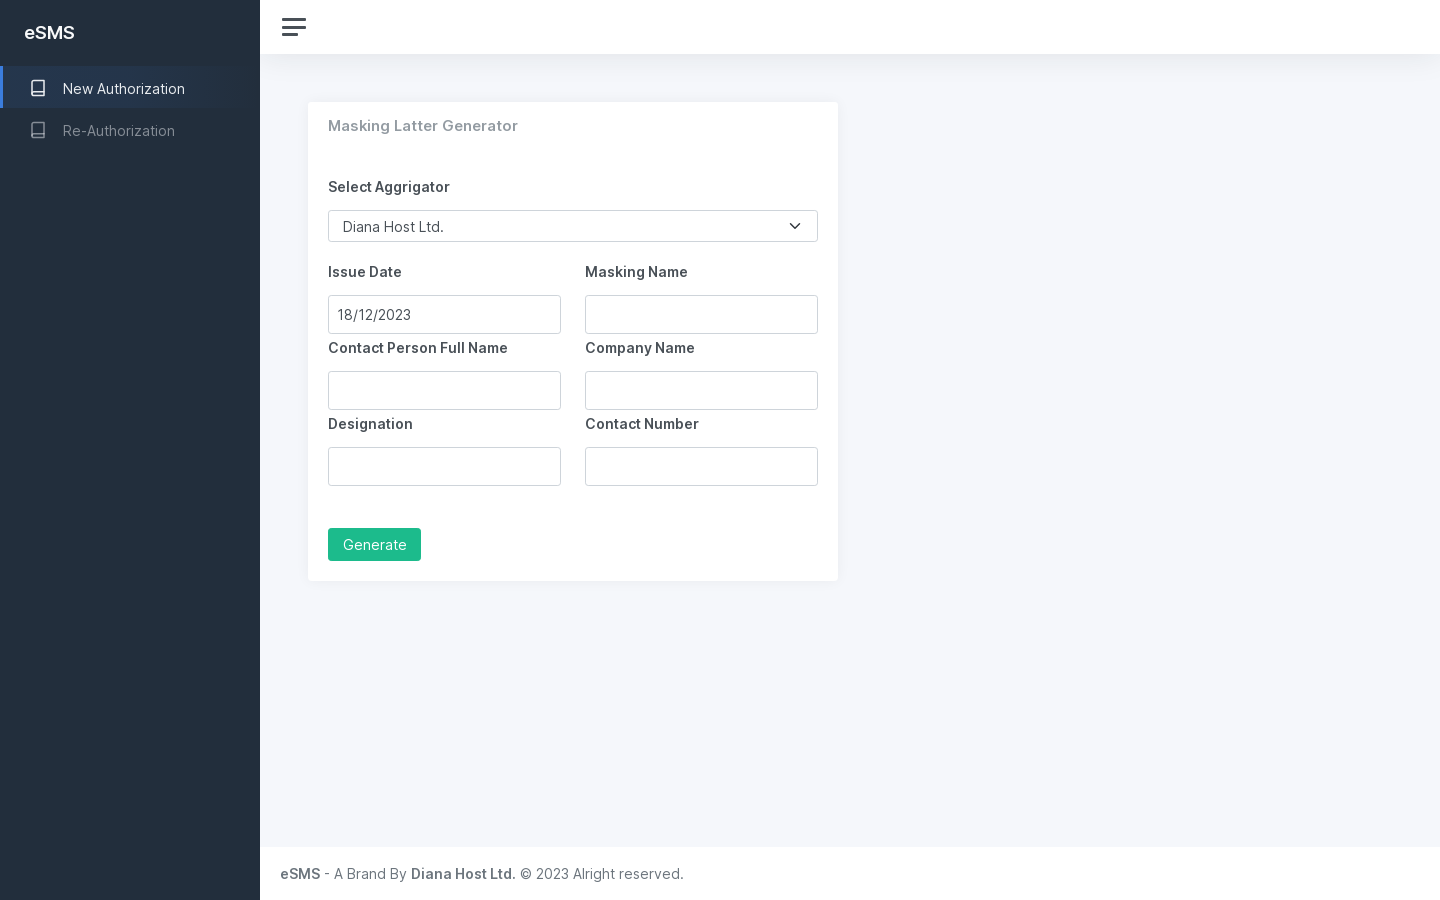 eSMS
New Authorization
Re-Authorization
Masking Latter Generator
Select Aggrigator
Diana Host Ltd.
Issue Date
Masking Name
18/12/2023
Contact Person Full Name
Company Name
Designation
Contact Number
Generate
eSMS - A Brand By Diana Host Ltd. © 2023 Alright reserved.